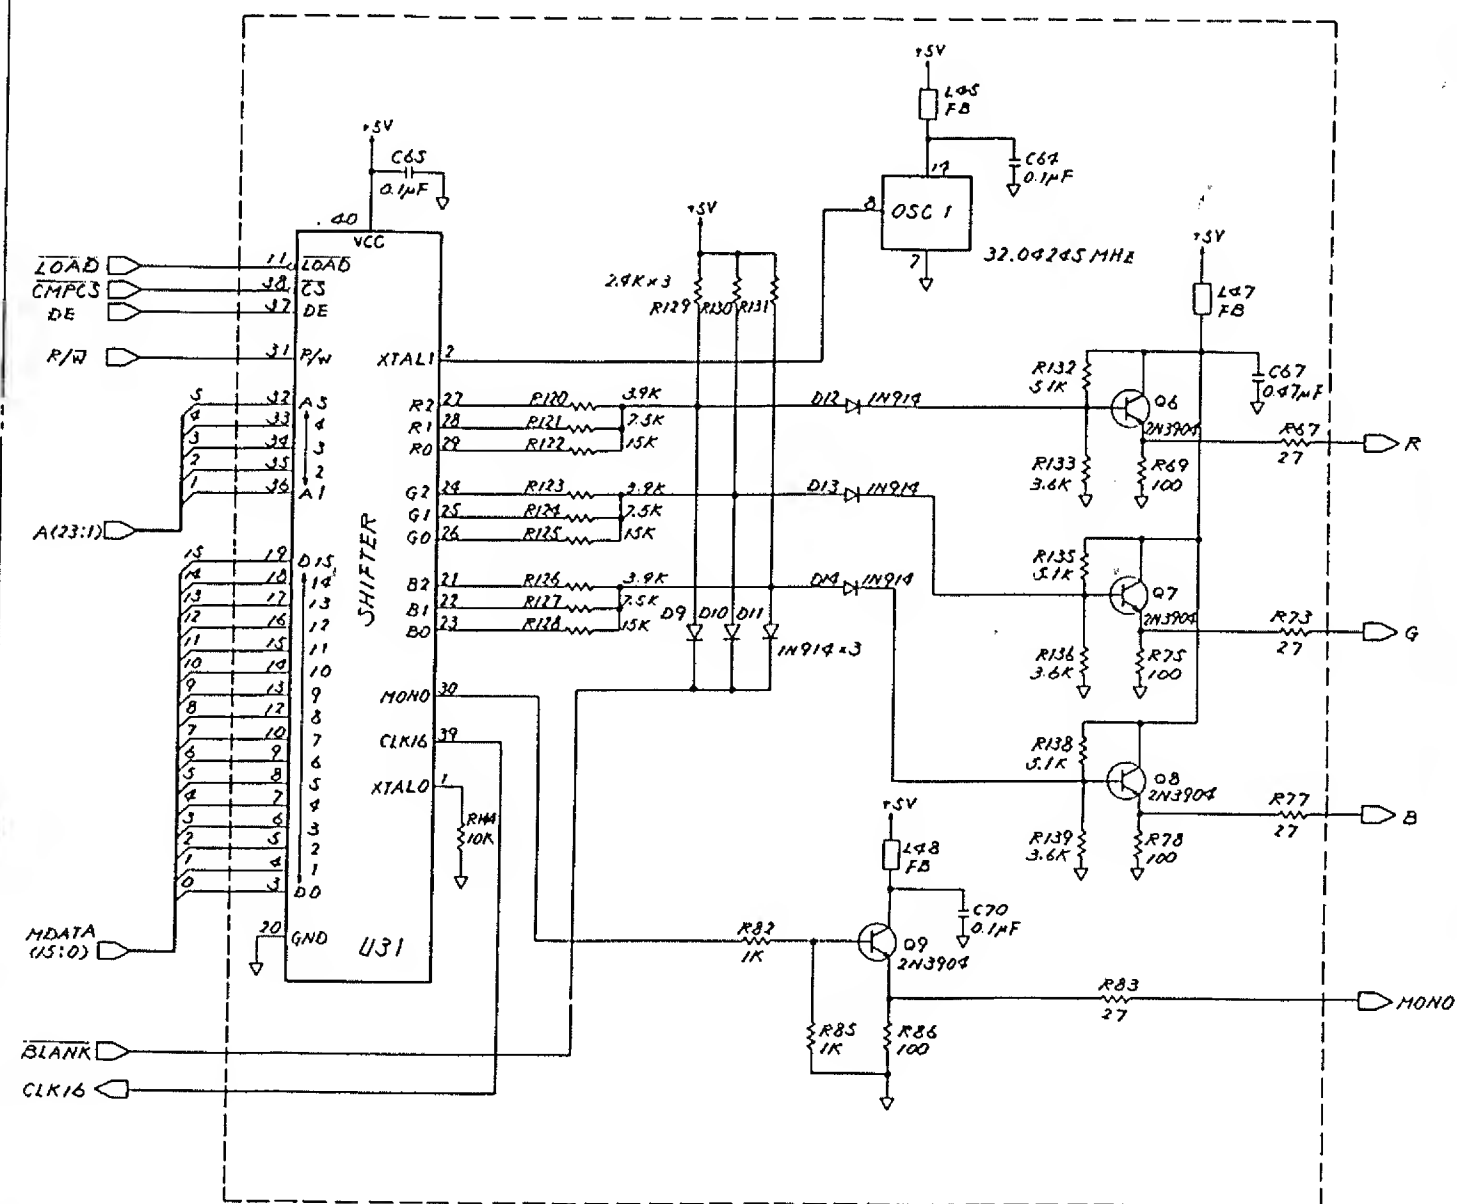 +5V
L45
FB
C64
0.1µF
17
8
OSC 1
7
32.04245 MHZ
+5V
C65
0.1µF
40
VCC
LOAD
11
LOAD
CMPCS
38
CS
DE
37
DE
R/W
31
R/W
XTAL1
2
5
32
A5
4
33
4
3
34
3
2
35
2
1
36
A1
A(23:1)
SHIFTER
R2
27
R120
3.9K
R1
28
R121
7.5K
R0
29
R122
15K
G2
24
R123
3.9K
G1
25
R124
7.5K
G0
26
R125
15K
B2
21
R126
3.9K
B1
22
R127
7.5K
B0
23
R128
15K
+5V
2.4K×3
R129
R130
R131
D9
D10
D11
1N914×3
D12
1N914
D13
1N914
D14
1N914
+5V
L47
FB
C67
0.47µF
R132
5.1K
Q6
2N3904
R133
3.6K
R69
100
R67
27
R
R135
5.1K
Q7
2N3904
R136
3.6K
R75
100
R73
27
G
R138
5.1K
Q8
2N3904
R139
3.6K
R78
100
R77
27
B
15
19
D15
14
18
14
13
17
13
12
16
12
11
15
11
10
14
10
9
13
9
8
12
8
7
10
7
6
9
6
5
8
5
4
7
4
3
6
3
2
5
2
1
4
1
0
3
D0
MDATA
(15:0)
20
GND
U31
MONO
30
CLK16
39
XTAL0
1
R144
10K
+5V
L48
FB
C70
0.1µF
R82
1K
Q9
2N3904
R85
1K
R86
100
R83
27
MONO
BLANK
CLK16